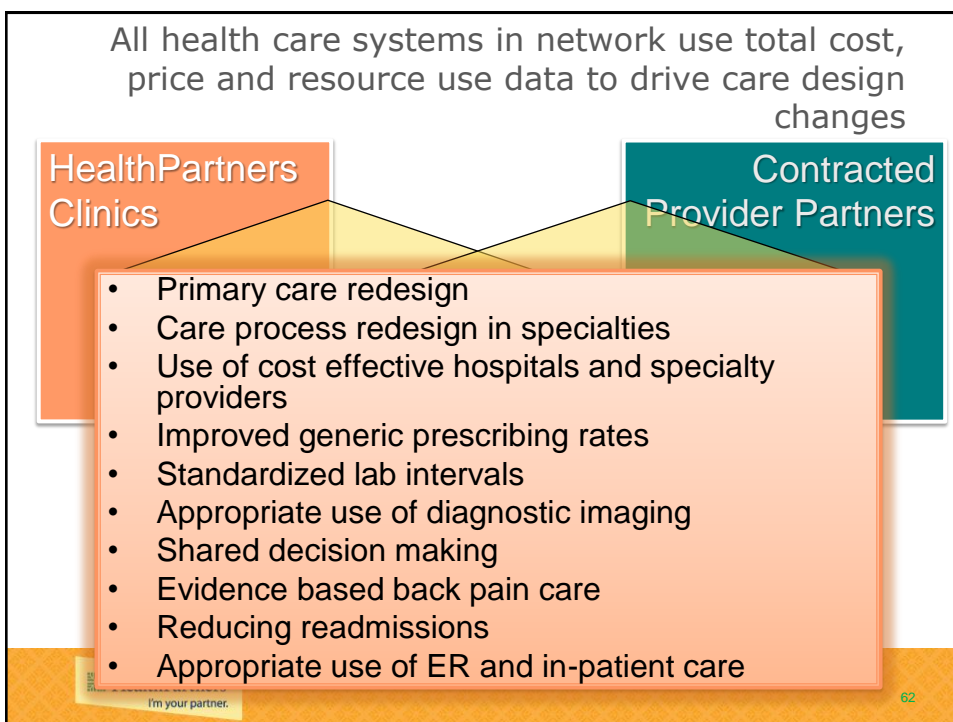 All health care systems in network use total cost,
price and resource use data to drive care design
changes
HealthPartners
Clinics
Contracted
Provider Partners
• Primary care redesign
• Care process redesign in specialties
• Use of cost effective hospitals and specialty
providers
• Improved generic prescribing rates
• Standardized lab intervals
• Appropriate use of diagnostic imaging
• Shared decision making
• Evidence based back pain care
• Reducing readmissions
• Appropriate use of ER and in-patient care
I'm your partner.
62